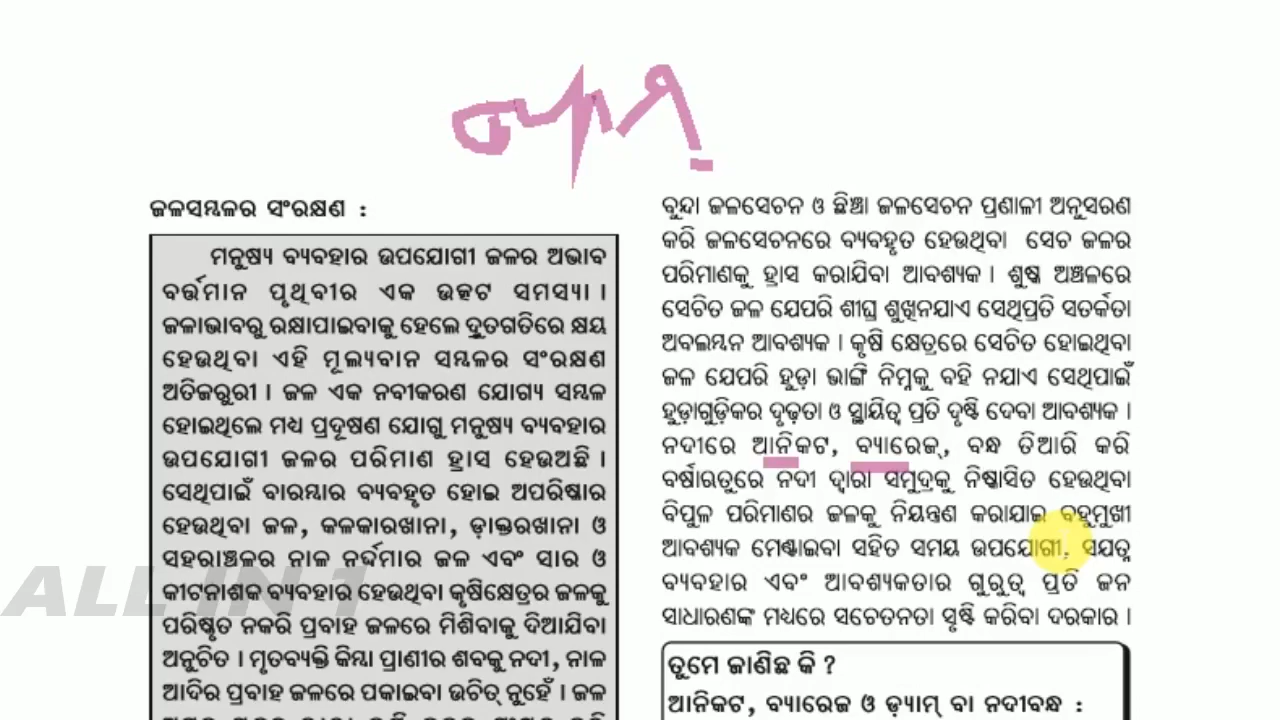 ଜଳସମ୍ବଳର ସଂରକ୍ଷଣ :
ମନୁଷ୍ୟ ବ୍ୟବହାର ଉପଯୋଗୀ ଜଳର ଅଭାବ
ବର୍ତ୍ତମାନ ପୃଥିବୀର ଏକ ଉତ୍କଟ ସମସ୍ୟା ।
ଜଳାଭାବରୁ ରକ୍ଷାପାଇବାକୁ ହେଲେ ଦ୍ରୁତଗତିରେ କ୍ଷୟ
ହେଉଥିବା ଏହି ମୂଲ୍ୟବାନ ସମ୍ବଳର ସଂରକ୍ଷଣ
ଅତିଜରୁରୀ । ଜଳ ଏକ ନବୀକରଣ ଯୋଗ୍ୟ ସମ୍ବଳ
ହୋଇଥିଲେ ମଧ୍ୟ ପ୍ରଦୂଷଣ ଯୋଗୁ ମନୁଷ୍ୟ ବ୍ୟବହାର
ଉପଯୋଗୀ ଜଳର ପରିମାଣ ହ୍ରାସ ହେଉଅଛି ।
ସେଥିପାଇଁ ବାରମ୍ବାର ବ୍ୟବହୃତ ହୋଇ ଅପରିଷ୍କାର
ହେଉଥିବା ଜଳ, କଳକାରଖାନା, ଡ଼ାକ୍ତରଖାନା ଓ
ସହରାଞ୍ଚଳର ନାଳ ନର୍ଦ୍ଦମାର ଜଳ ଏବଂ ସାର ଓ
କୀଟନାଶକ ବ୍ୟବହାର ହେଉଥିବା କୃଷିକ୍ଷେତ୍ରର ଜଳକୁ
ପରିଷ୍କୃତ ନକରି ପ୍ରବାହ ଜଳରେ ମିଶିବାକୁ ଦିଆଯିବା
ଅନୁଚିତ । ମୃତବ୍ୟକ୍ତି କିମ୍ବା ପ୍ରାଣୀର ଶବକୁ ନଦୀ, ନାଳ
ଆଦିର ପ୍ରବାହ ଜଳରେ ପକାଇବା ଉଚିତ୍ ନୁହେଁ । ଜଳ
ବୁନ୍ଦା ଜଳସେଚନ ଓ ଛିଞ୍ଚା ଜଳସେଚନ ପ୍ରଣାଳୀ ଅନୁସରଣ
କରି ଜଳସେଚନରେ ବ୍ୟବହୃତ ହେଉଥିବା ସେଚ ଜଳର
ପରିମାଣକୁ ହ୍ରାସ କରାଯିବା ଆବଶ୍ୟକ । ଶୁଷ୍କ ଅଞ୍ଚଳରେ
ସେଚିତ ଜଳ ଯେପରି ଶୀଘ୍ର ଶୁଖିନଯାଏ ସେଥିପ୍ରତି ସତର୍କତା
ଅବଲମ୍ବନ ଆବଶ୍ୟକ । କୃଷି କ୍ଷେତ୍ରରେ ସେଚିତ ହୋଇଥିବା
ଜଳ ଯେପରି ହୁଡ଼ା ଭାଙ୍ଗି ନିମ୍ନକୁ ବହି ନଯାଏ ସେଥିପାଇଁ
ହୁଡ଼ାଗୁଡ଼ିକର ଦୃଢ଼ତା ଓ ସ୍ଥାୟିତ୍ଵ ପ୍ରତି ଦୃଷ୍ଟି ଦେବା ଆବଶ୍ୟକ ।
ନଦୀରେ ଆନିକଟ, ବ୍ୟାରେଜ୍, ବନ୍ଧ ତିଆରି କରି
ବର୍ଷାଋତୁରେ ନଦୀ ଦ୍ଵାରା ସମୁଦ୍ରକୁ ନିଷ୍କାସିତ ହେଉଥିବା
ବିପୁଳ ପରିମାଣର ଜଳକୁ ନିୟନ୍ତ୍ରଣ କରାଯାଇ ବହୁମୁଖୀ
ଆବଶ୍ୟକ ମେଣ୍ଟାଇବା ସହିତ ସମୟ ଉପଯୋଗୀ, ସଯତ୍ନ
ବ୍ୟବହାର ଏବଂ ଆବଶ୍ୟକତାର ଗୁରୁତ୍ଵ ପ୍ରତି ଜନ
ସାଧାରଣଙ୍କ ମଧ୍ୟରେ ସଚେତନତା ସୃଷ୍ଟି କରିବା ଦରକାର ।
ତୁମେ ଜାଣିଛ କି ?
ଆନିକଟ, ବ୍ୟାରେଜ ଓ ଡ଼୍ୟାମ୍ ବା ନଦୀବନ୍ଧ :
ALL IN 1